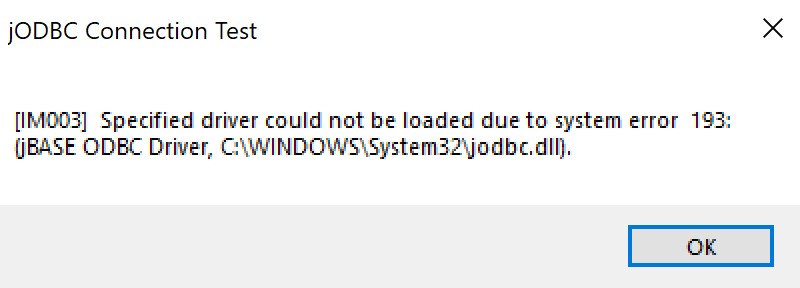 jODBC Connection Test
[IM003]  Specified driver could not be loaded due to system error  193:
(jBASE ODBC Driver, C:\WINDOWS\System32\jodbc.dll).
OK